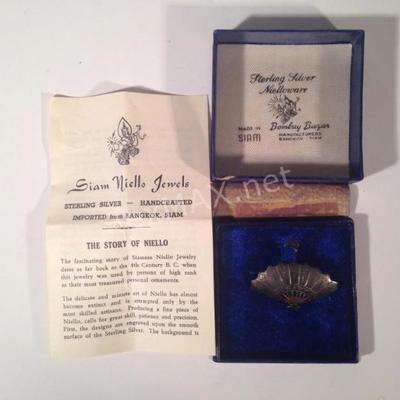 Siam Niello Jewels
STERLING SILVER — HANDCRAFTED
IMPORTED from BANGKOK, SIAM
THE STORY OF NIELLO
The fascinating story of Siamese Niello Jewelry
dates as far back as the 4th Century B. C. when
this jewelry was used by persons of high rank
as their most treasured personal ornaments.
The delicate and minute art of Niello has almost
become extinct and is attempted only by the
most skilled artisans. Producing a fine piece of
Niello, calls for great skill, patience and precision.
First, the designs are engraved upon the smooth
surface of the Sterling Silver. The background is
Sterling Silver
Nielloware
MADE IN
SIAM
Bombay Bazar
MANUFACTURERS
BANGKOK SIAM
AX.net